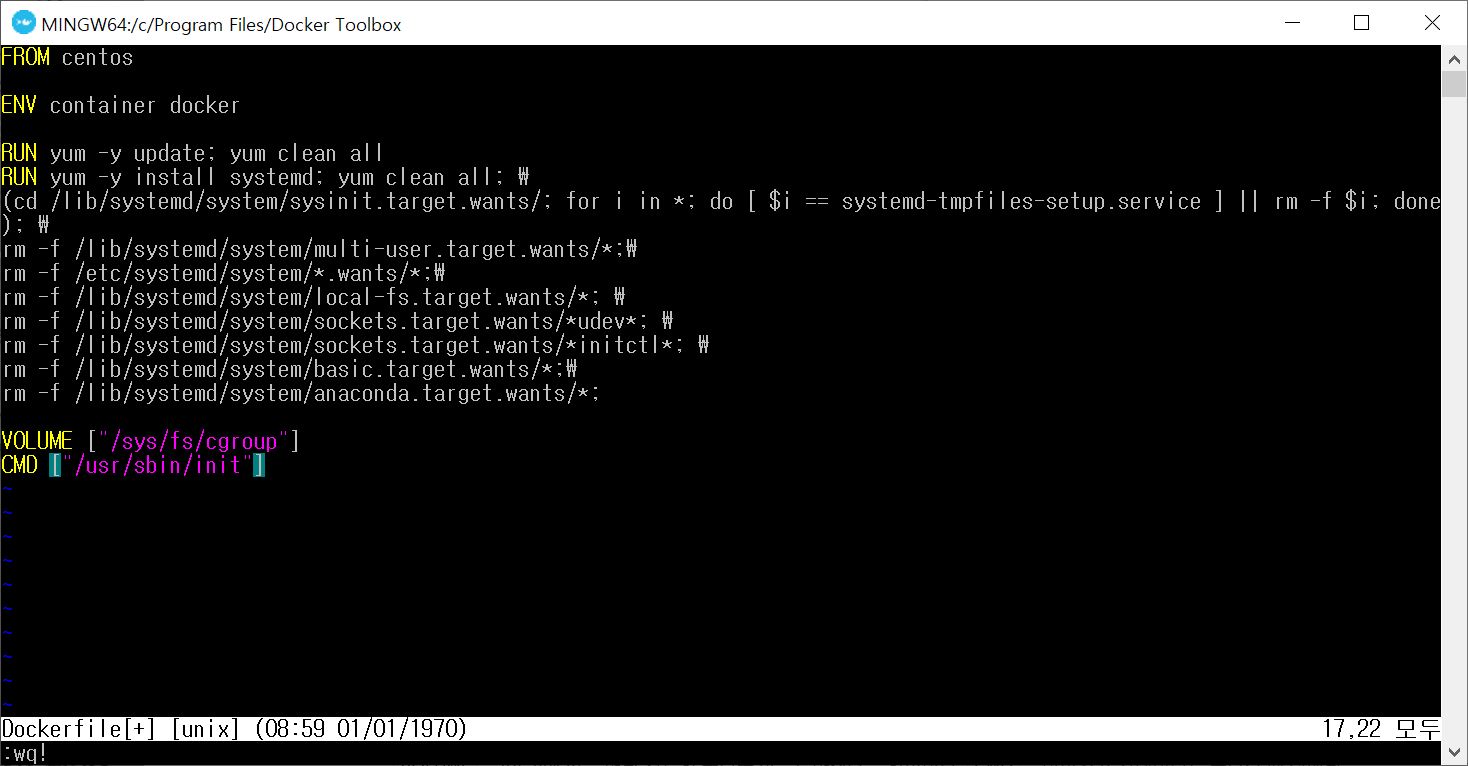 MINGW64:/c/Program Files/Docker Toolbox
FROM centos
ENV container docker
RUN yum -y update; yum clean all
RUN yum -y install systemd; yum clean all; ₩
(cd /lib/systemd/system/sysinit.target.wants/; for i in *; do [ $i == systemd-tmpfiles-setup.service ] || rm -f $i; done
); ₩
rm -f /lib/systemd/system/multi-user.target.wants/*;₩
rm -f /etc/systemd/system/*.wants/*;₩
rm -f /lib/systemd/system/local-fs.target.wants/*; ₩
rm -f /lib/systemd/system/sockets.target.wants/*udev*; ₩
rm -f /lib/systemd/system/sockets.target.wants/*initctl*; ₩
rm -f /lib/systemd/system/basic.target.wants/*;₩
rm -f /lib/systemd/system/anaconda.target.wants/*;
VOLUME ["/sys/fs/cgroup"]
CMD ["/usr/sbin/init"]
~
~
~
~
~
~
~
~
~
~
Dockerfile[+] [unix] (08:59 01/01/1970) 17,22 모두
:wq!